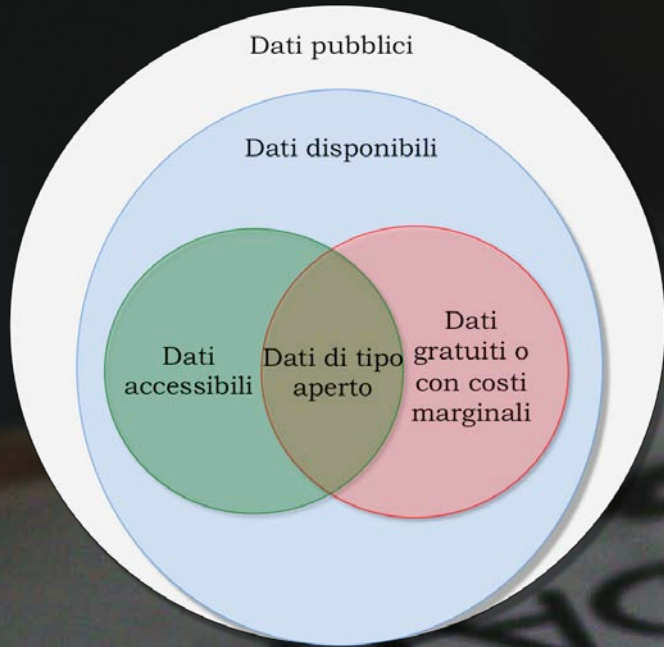 Dati pubblici
Dati disponibili
Dati
accessibili
Dati di tipo
aperto
Dati
gratuiti o
con costi
marginali